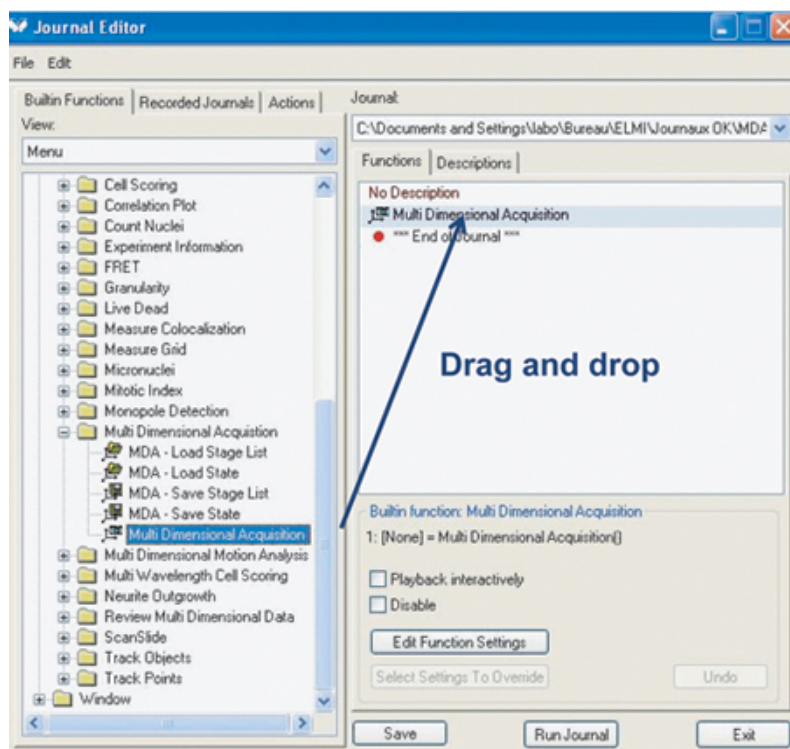 Journal Editor
File Edit
Builtin Functions Recorded Journals Actions
View:
Menu
Cell Scoring
Correlation Plot
Count Nuclei
Experiment Information
FRET
Granularity
Live Dead
Measure Colocalization
Measure Grid
Micronuclei
Mitotic Index
Monopole Detection
Multi Dimensional Acquistion
MDA - Load Stage List
MDA - Load State
MDA - Save Stage List
MDA - Save State
Multi Dimensional Acquisition
Multi Dimensional Motion Analysis
Multi Wavelength Cell Scoring
Neurite Outgrowth
Review Multi Dimensional Data
ScanSlide
Track Objects
Track Points
Window
Journal:
C:\Documents and Settings\labo\Bureau\ELMI\Journaux OK\MDA
Functions Descriptions
No Description
Multi Dimensional Acquisition
*** End of Journal ***
Drag and drop
Builtin function: Multi Dimensional Acquisition
1: [None] = Multi Dimensional Acquisition()
Playback interactively
Disable
Edit Function Settings
Select Settings To Override Undo
Save Run Journal Exit